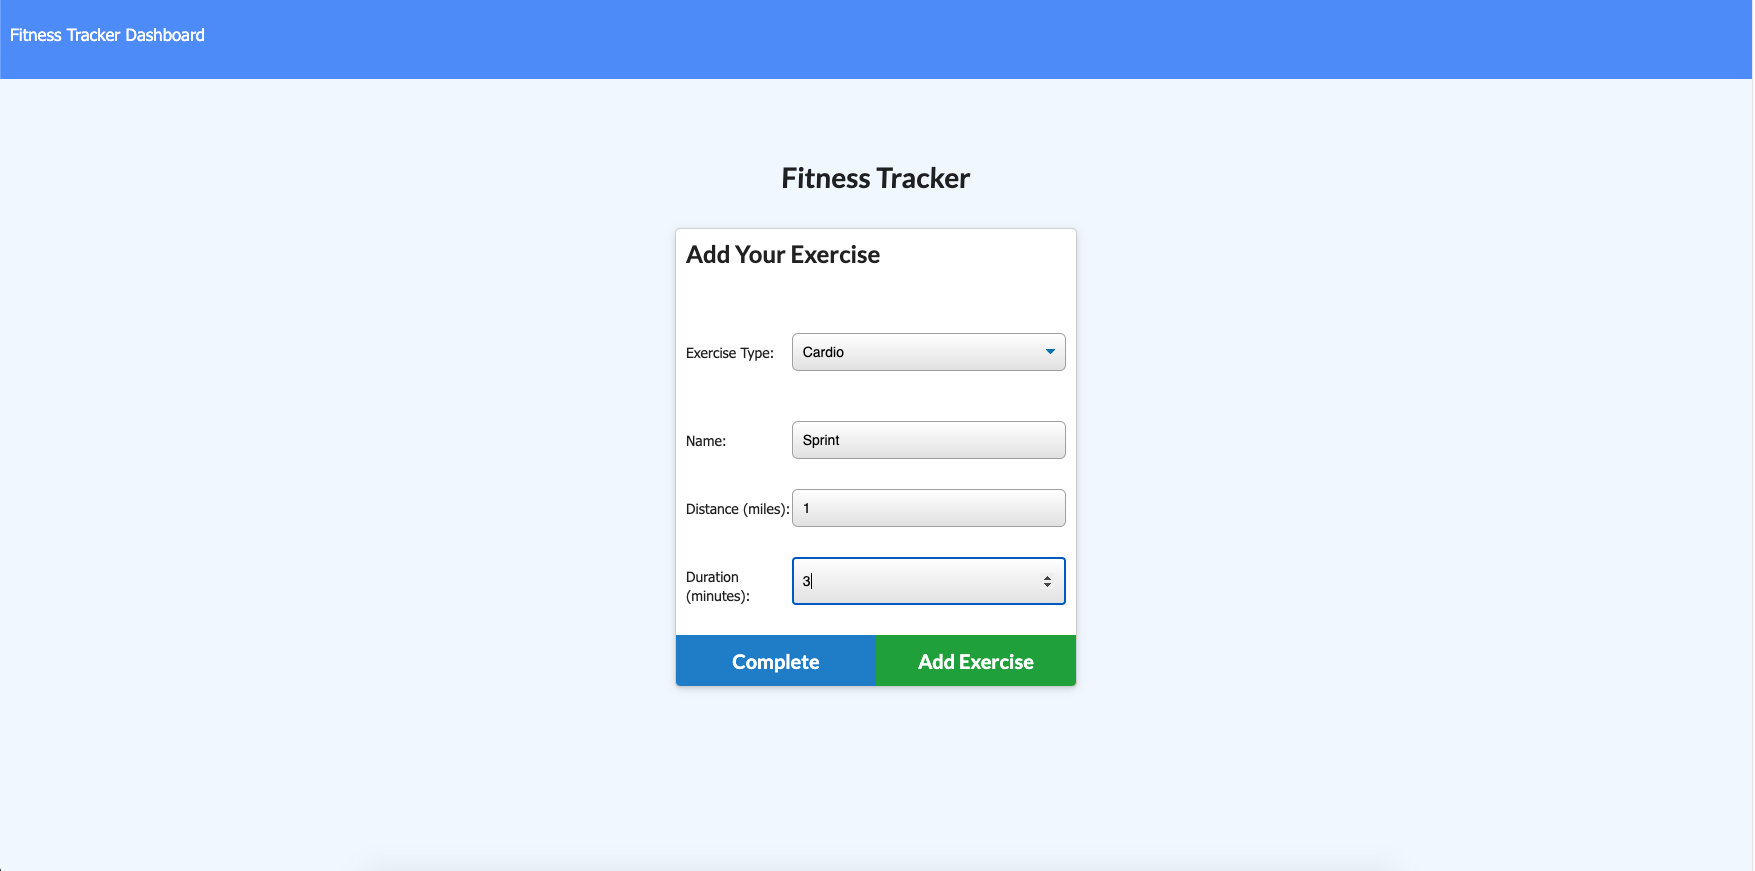 Fitness Tracker Dashboard
Fitness Tracker
Add Your Exercise
Exercise Type: Cardio
Name: Sprint
Distance (miles): 1
Duration
(minutes): 3
Complete Add Exercise